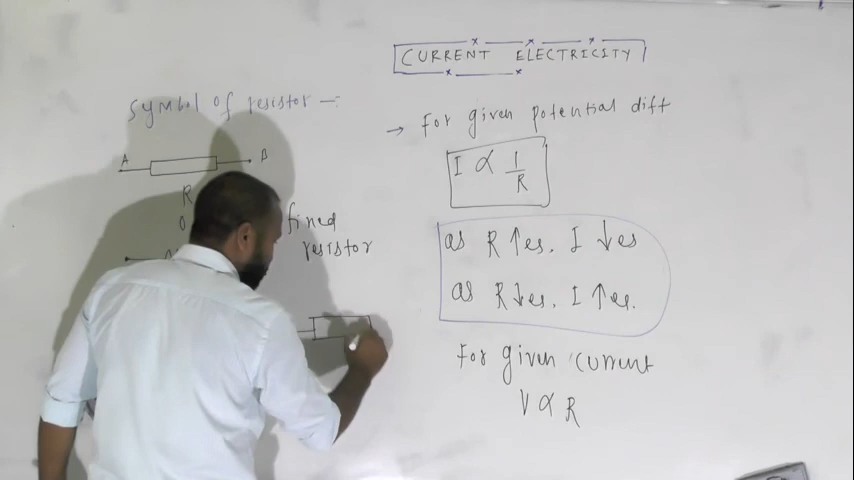 CURRENT ELECTRICITY
Symbol of resistor -:
A B
R
fixed
resistor
→ For given potential diff
I ∝ 1/R
as R ↑es. I ↓es
as R ↓es. I ↑es.
For given current
V ∝ R